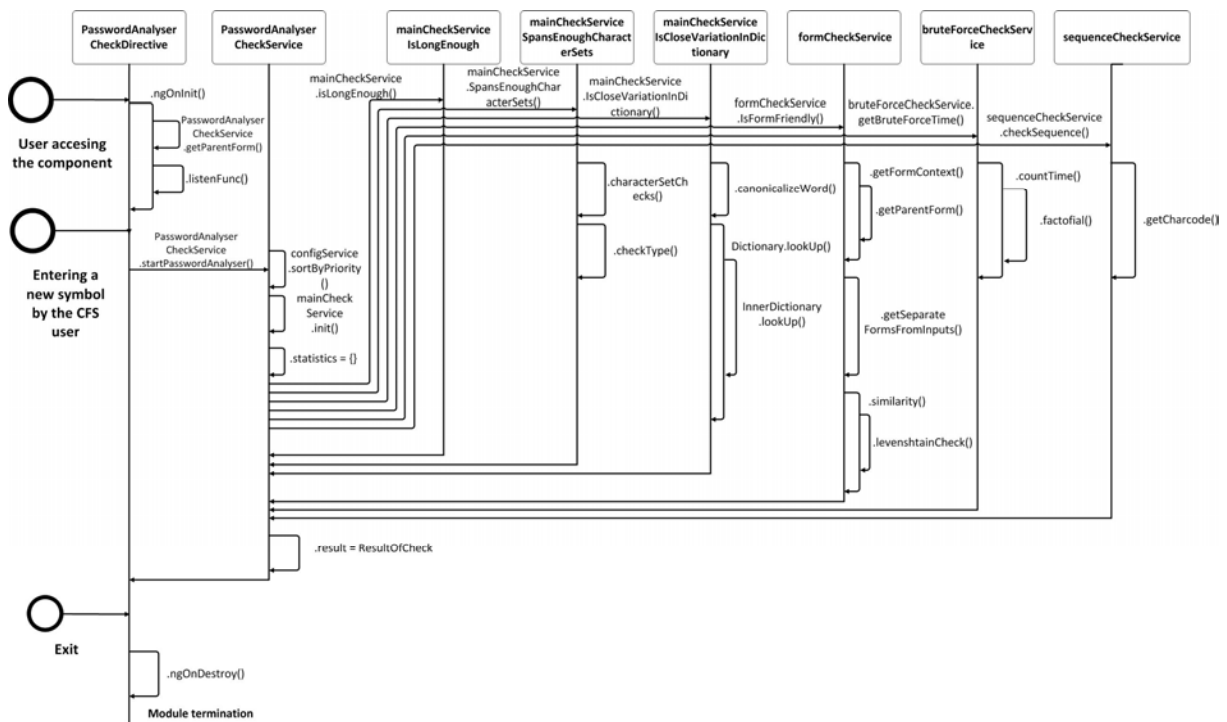 PasswordAnalyser
CheckDirective
PasswordAnalyser
CheckService
mainCheckService
IsLongEnough
mainCheckService
SpansEnoughCharact
erSets
mainCheckService
IsCloseVariationInDic
tionary
formCheckService
bruteForceCheckServ
ice
sequenceCheckService
mainCheckService
.isLongEnough()
mainCheckService
.SpansEnoughChar
acterSets()
mainCheckService
.IsCloseVariationInDi
ctionary()
formCheckService
.IsFormFriendly()
bruteForceCheckService.
getBruteForceTime()
sequenceCheckService
.checkSequence()
.ngOnInit()
PasswordAnalyser
CheckService
.getParentForm()
.listenFunc()
User accesing
the component
.characterSet
Checks()
.checkType()
.canonicalizeWord()
Dictionary.lookUp()
InnerDictionary
.lookUp()
.getFormContext()
.getParentForm()
.getSeparate
FormsFromInputs()
.similarity()
.levenshtainCheck()
.countTime()
.factofial()
.getCharcode()
PasswordAnalyser
CheckService
.startPasswordAnalyser()
Entering a
new symbol
by the CFS
user
configService
.sortByPriority
()
mainCheck
Service
.init()
.statistics = {}
.result = ResultOfCheck
Exit
.ngOnDestroy()
Module termination